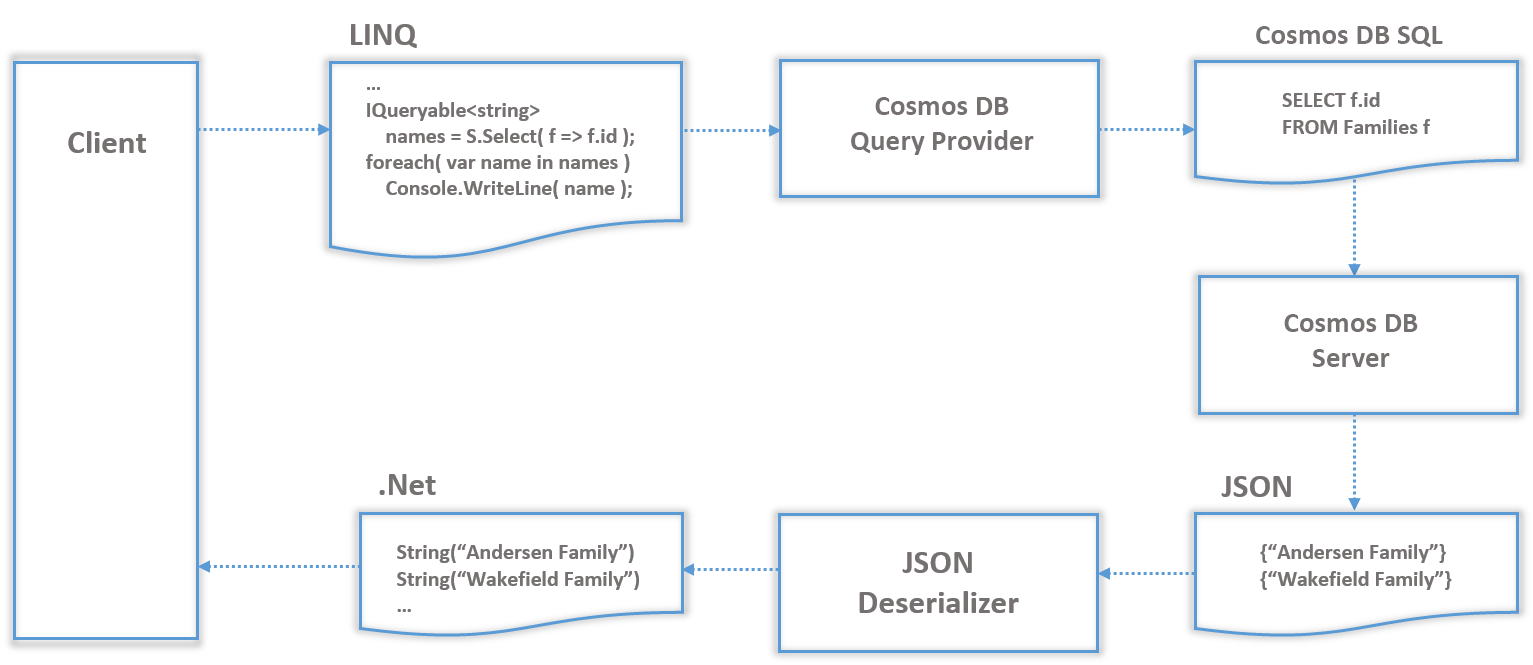 LINQ
Cosmos DB SQL
Client
...
IQueryable<string>
names = S.Select( f => f.id );
foreach( var name in names )
Console.WriteLine( name );
Cosmos DB
Query Provider
SELECT f.id
FROM Families f
Cosmos DB
Server
.Net
JSON
String(“Andersen Family”)
String(“Wakefield Family”)
...
JSON
Deserializer
{“Andersen Family”}
{“Wakefield Family”}